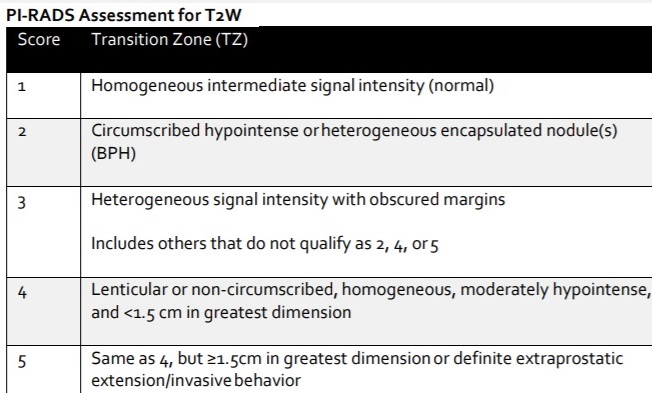 PI-RADS Assessment for T2W
Score Transition Zone (TZ)
1 Homogeneous intermediate signal intensity (normal)
2 Circumscribed hypointense or heterogeneous encapsulated nodule(s)
(BPH)
3 Heterogeneous signal intensity with obscured margins
Includes others that do not qualify as 2, 4, or 5
4 Lenticular or non-circumscribed, homogeneous, moderately hypointense,
and <1.5 cm in greatest dimension
5 Same as 4, but ≥1.5cm in greatest dimension or definite extraprostatic
extension/invasive behavior